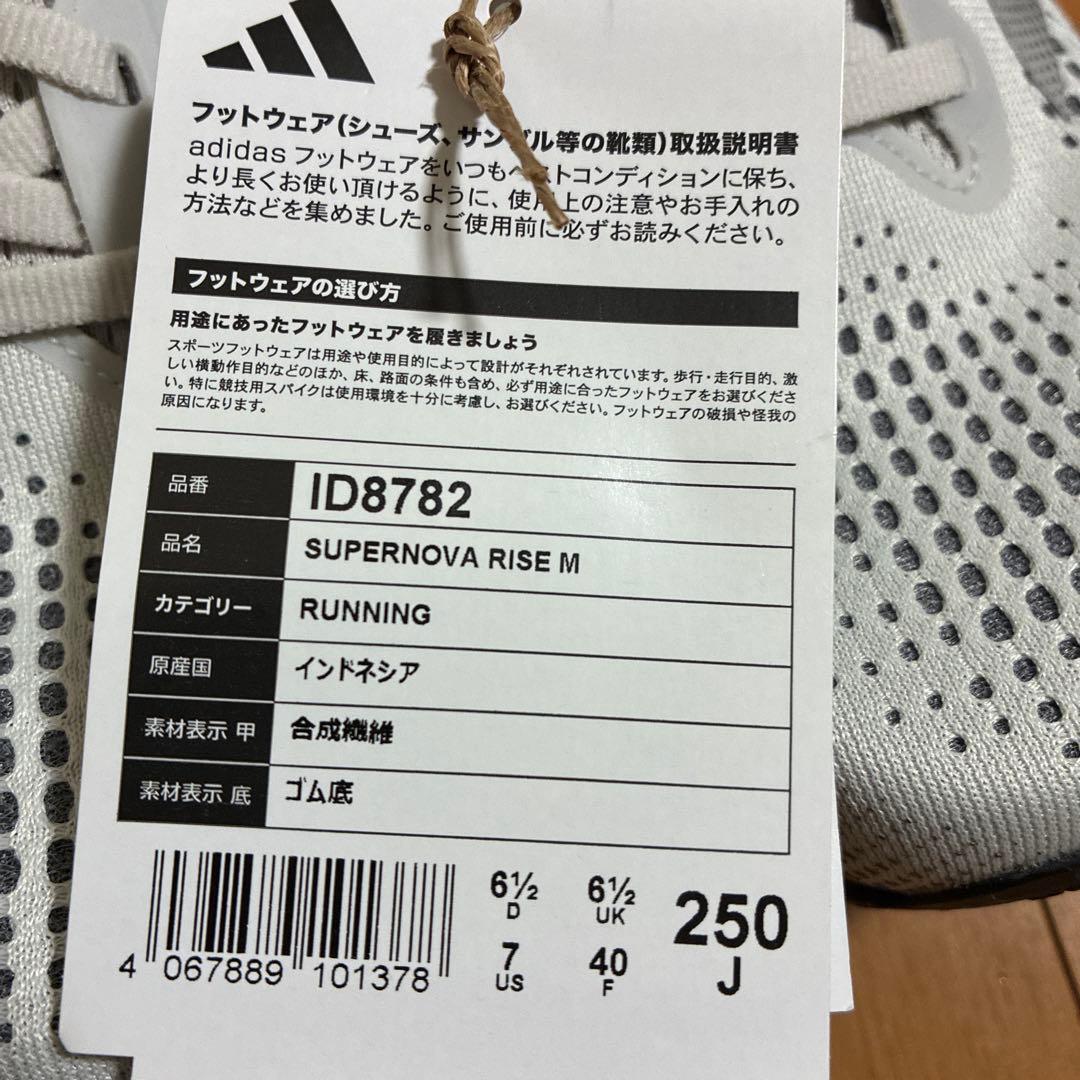 フットウェア(シューズ、サンダル等の靴類)取扱説明書
adidas フットウェアをいつもベストコンディションに保ち、
より長くお使い頂けるように、使用上の注意やお手入れの
方法などを集めました。ご使用前に必ずお読みください。
フットウェアの選び方
用途にあったフットウェアを履きましょう
スポーツフットウェアは用途や使用目的によって設計がそれぞれされています。歩行・走行目的、激
しい横動作目的などのほか、床、路面の条件も含め、必ず用途に合ったフットウェアをお選びくださ
い。特に競技用スパイクは使用環境を十分に考慮し、お選びください。フットウェアの破損や怪我の
原因になります。
品番 ID8782
品名 SUPERNOVA RISE M
カテゴリー RUNNING
原産国 インドネシア
素材表示 甲 合成繊維
素材表示 底 ゴム底
4 067889 101378
6½ D
6½ UK
7 US
40 F
250 J